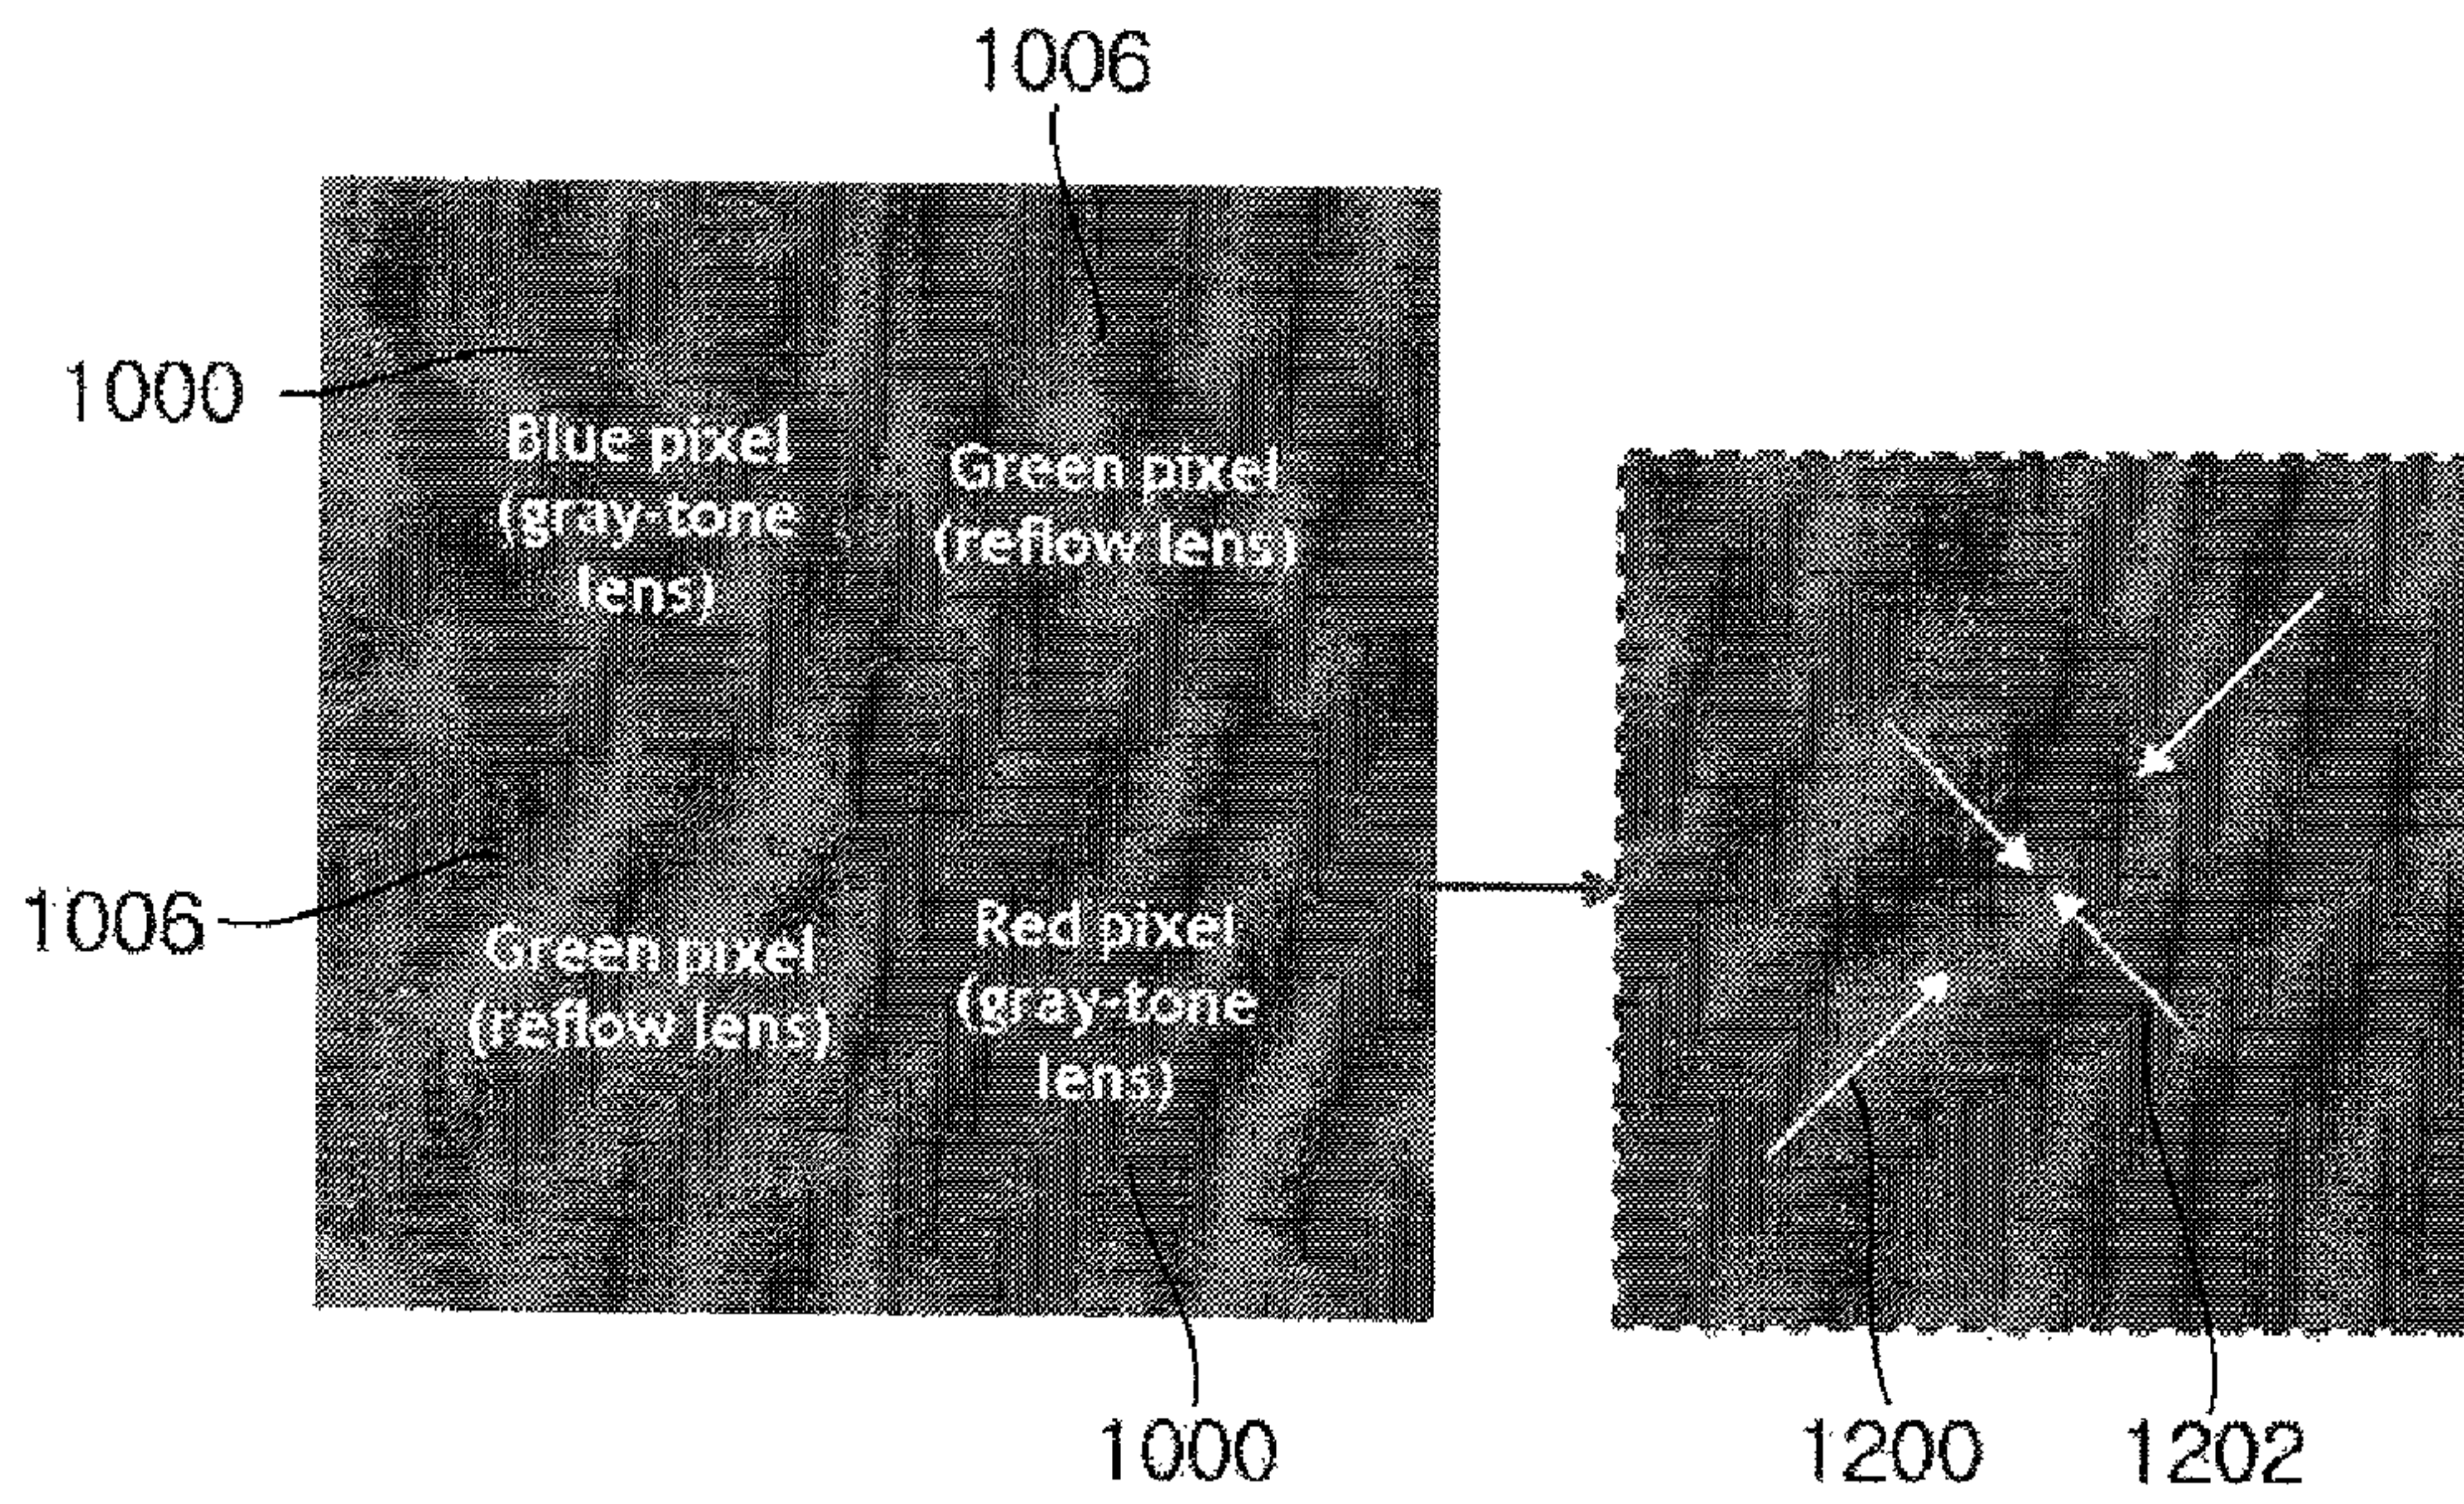 1006
1000
Blue pixel
(gray-tone
lens)
Green pixel
(reflow lens)
1006
Green pixel
(reflow lens)
Red pixel
(gray-tone
lens)
1000
1200
1202